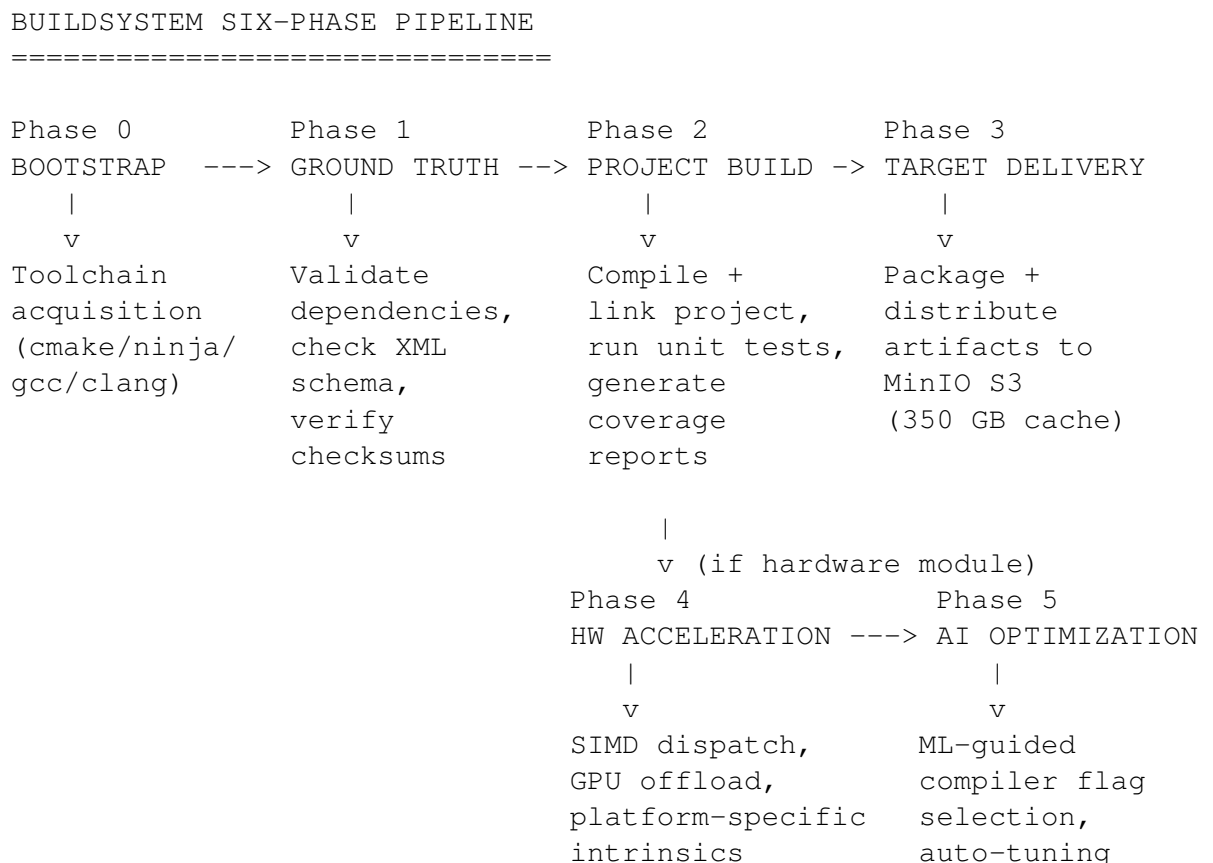 BUILDSYSTEM SIX-PHASE PIPELINE
===============================
Phase 0 Phase 1 Phase 2 Phase 3
BOOTSTRAP ---> GROUND TRUTH --> PROJECT BUILD -> TARGET DELIVERY
| | | |
v v v v
Toolchain Validate Compile + Package +
acquisition dependencies, link project, distribute
(cmake/ninja/ check XML run unit tests, artifacts to
gcc/clang) schema, generate MinIO S3
verify coverage (350 GB cache)
checksums reports
|
v (if hardware module)
Phase 4 Phase 5
HW ACCELERATION ---> AI OPTIMIZATION
| |
v v
SIMD dispatch, ML-guided
GPU offload, compiler flag
platform-specific selection,
intrinsics auto-tuning